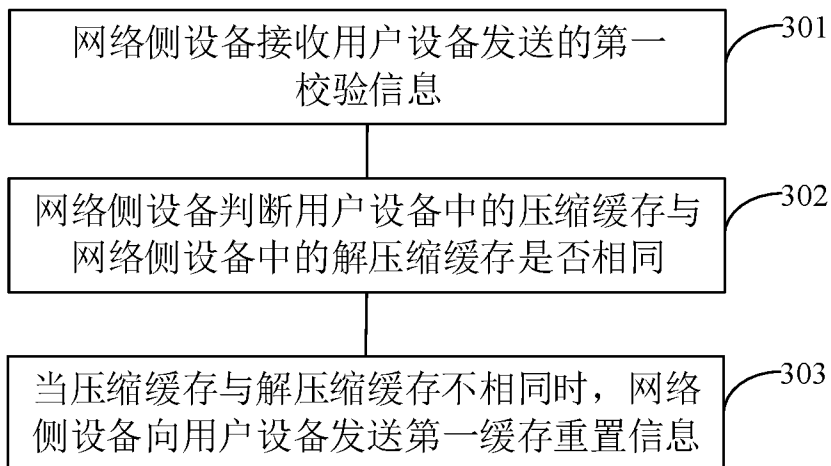 网络侧设备接收用户设备发送的第一
校验信息
301
网络侧设备判断用户设备中的压缩缓存与
网络侧设备中的解压缩缓存是否相同
302
当压缩缓存与解压缩缓存不相同时，网络
侧设备向用户设备发送第一缓存重置信息
303